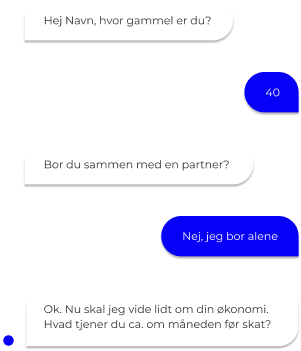 Hej Navn, hvor gammel er du?
40
Bor du sammen med en partner?
Nej, jeg bor alene
Ok. Nu skal jeg vide lidt om din økonomi.
Hvad tjener du ca. om måneden før skat?